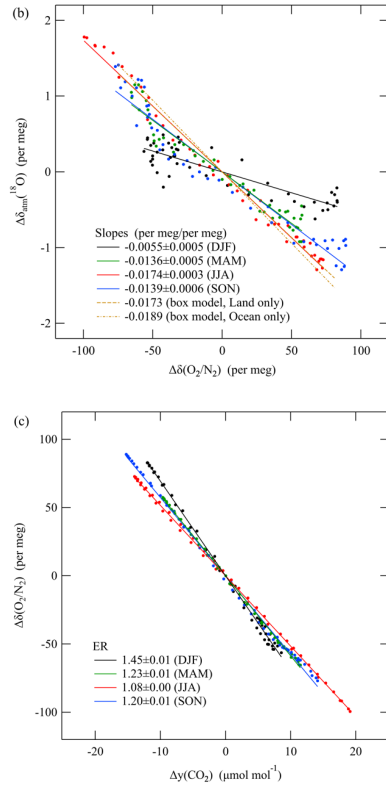 (b)
2
1
0
-1
-2
Δδatm(18O) (per meg)
Slopes (per meg/per meg)
-0.0055±0.0005 (DJF)
-0.0136±0.0005 (MAM)
-0.0174±0.0003 (JJA)
-0.0139±0.0006 (SON)
-0.0173 (box model, Land only)
-0.0189 (box model, Ocean only)
-100 -50 0 50 100
Δδ(O2/N2) (per meg)
(c)
100
50
0
-50
-100
Δδ(O2/N2) (per meg)
ER
1.45±0.01 (DJF)
1.23±0.01 (MAM)
1.08±0.00 (JJA)
1.20±0.01 (SON)
-20 -10 0 10 20
Δy(CO2) (μmol mol-1)